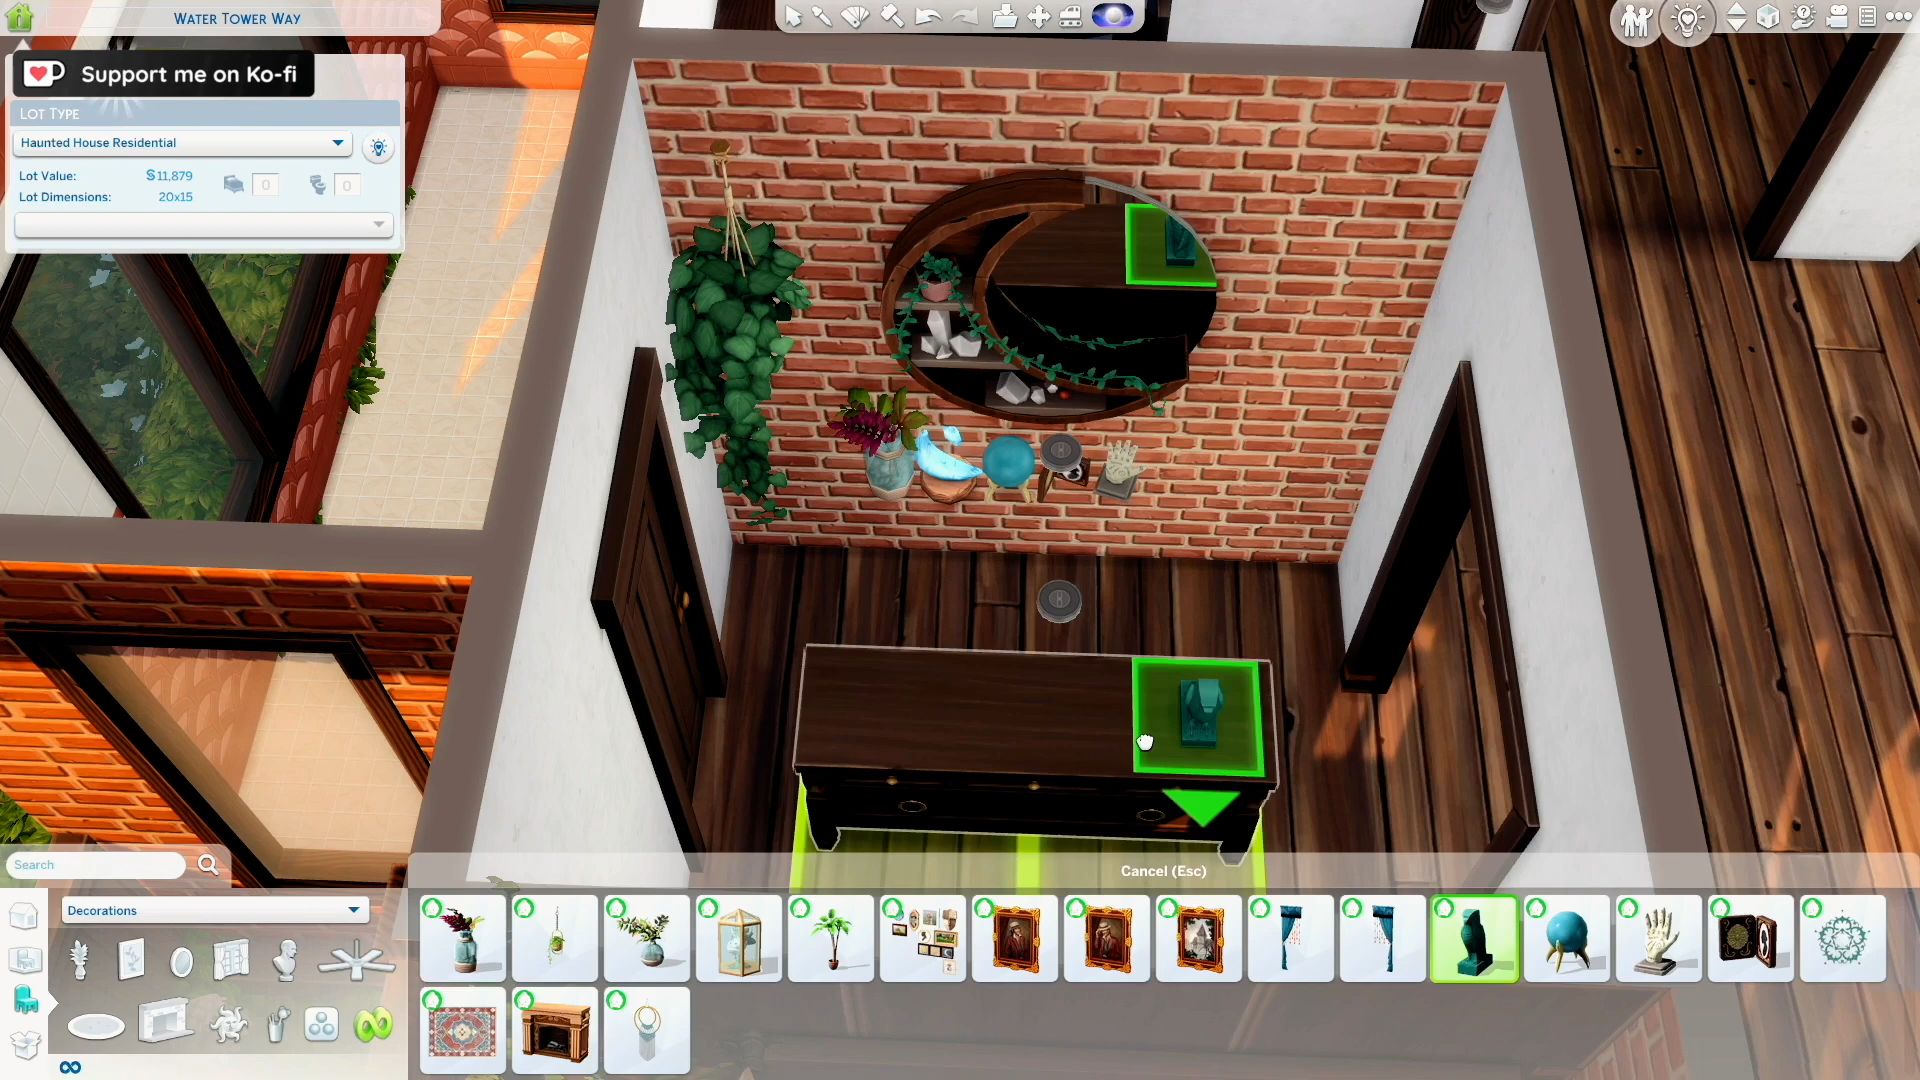 WATER TOWER WAY
Support me on Ko-fi
LOT TYPE
Haunted House Residential
Lot Value: §11,879
0
0
Lot Dimensions: 20x15
Search
Cancel (Esc)
Decorations